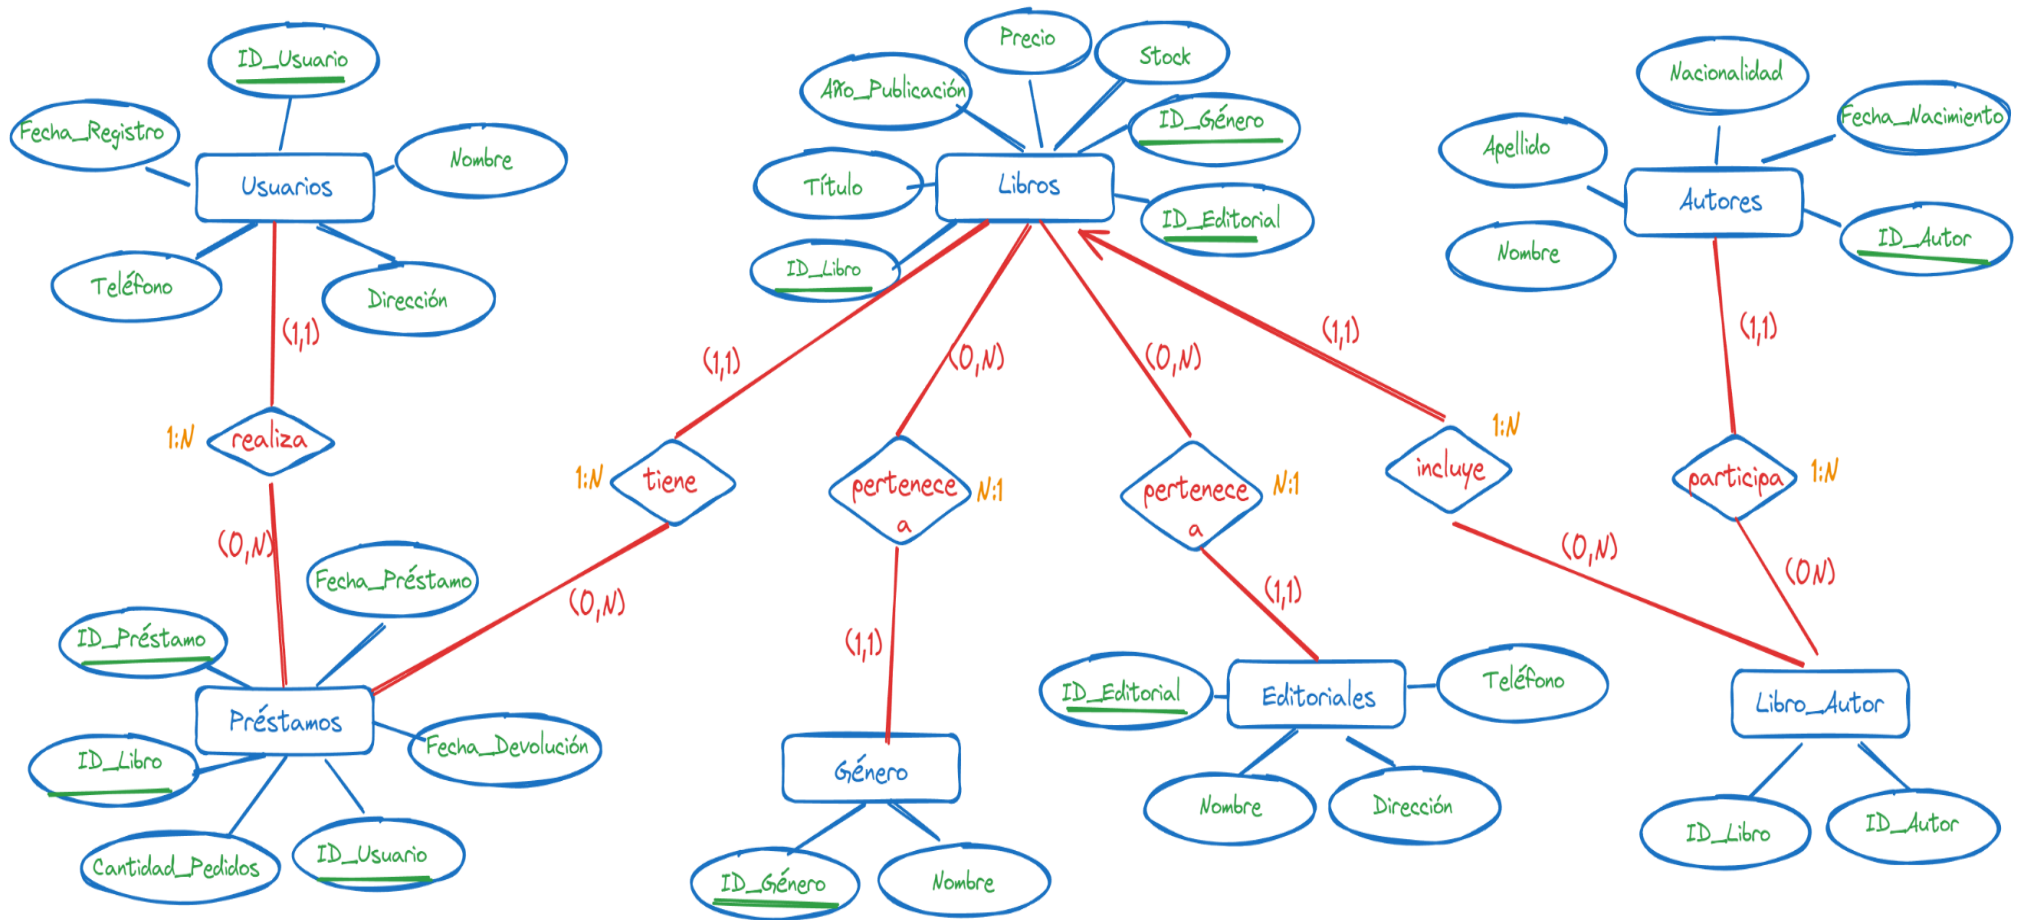 Precio
ID_Usuario
Stock
Nacionalidad
Año_Publicación
Fecha_Registro
ID_Género
Fecha_Nacimiento
Nombre
Apellido
Usuarios
Título
Libros
Autores
ID_Editorial
ID_Autor
Teléfono
Dirección
ID_Libro
Nombre
(1,1)
(1,1)
(0,N)
(0,N)
(1,1)
(1,1)
1:N
realiza
1:N
tiene
pertenece
a
N:1
pertenece
a
N:1
incluye
1:N
participa
1:N
(0,N)
(0,N)
(1,1)
(1,1)
(0,N)
(0N)
Fecha_Préstamo
ID_Préstamo
Préstamos
ID_Libro
Fecha_Devolución
Cantidad_Pedidos
ID_Usuario
Género
ID_Género
Nombre
ID_Editorial
Editoriales
Teléfono
Nombre
Dirección
Libro_Autor
ID_Libro
ID_Autor